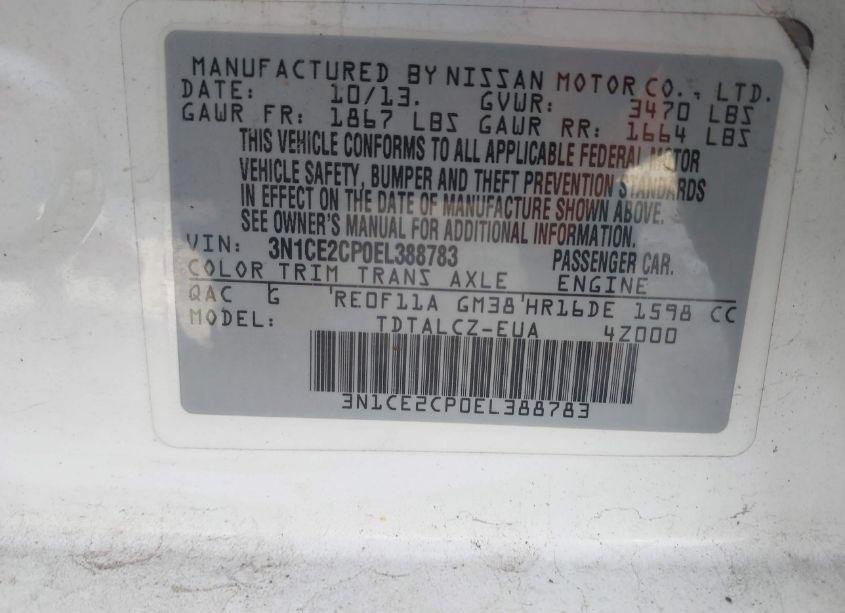 MANUFACTURED BY NISSAN MOTOR CO., LTD.
DATE: 10/13. GVWR: 3470 LBS
GAWR FR: 1867 LBS GAWR RR: 1664 LBS
THIS VEHICLE CONFORMS TO ALL APPLICABLE FEDERAL MOTOR
VEHICLE SAFETY, BUMPER AND THEFT PREVENTION STANDARDS
IN EFFECT ON THE DATE OF MANUFACTURE SHOWN ABOVE.
SEE OWNER'S MANUAL FOR ADDITIONAL INFORMATION.
VIN: 3N1CE2CP0EL388783 PASSENGER CAR.
COLOR TRIM TRANS AXLE ENGINE
QAC G RE0F11A GM38 HR16DE 1598 CC
MODEL: TDTALCZ-EUA 4Z000
3N1CE2CP0EL388783